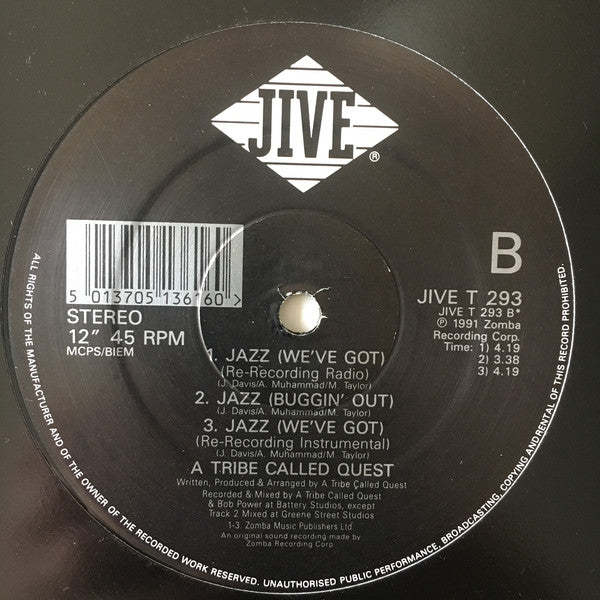 JIVE
®
B
5 013705 136160 >
STEREO
12" 45 RPM
MCPS/BIEM
JIVE T 293
JIVE T 293 B*
℗ 1991 Zomba
Recording Corp.
Time: 1) 4.19
2) 3.38
3) 4.19
1. JAZZ (WE'VE GOT)
(Re-Recording Radio)
(J. Davis/A. Muhammad/M. Taylor)
2. JAZZ (BUGGIN' OUT)
(J. Davis/A. Muhammad/M. Taylor)
3. JAZZ (WE'VE GOT)
(Re-Recording Instrumental)
(J. Davis/A. Muhammad/M. Taylor)
A TRIBE CALLED QUEST
Written, Produced & Arranged by A Tribe Called Quest
Recorded & Mixed by A Tribe Called Quest
& Bob Power at Battery Studios, except
Track 2 Mixed at Greene Street Studios
1-3. Zomba Music Publishers Ltd.
An original sound recording made by
Zomba Recording Corp.
ALL RIGHTS OF THE MANUFACTURER AND OF THE OWNER OF THE RECORDED WORK RESERVED. UNAUTHORISED PUBLIC PERFORMANCE, BROADCASTING, COPYING AND RENTAL OF THIS RECORD PROHIBITED.